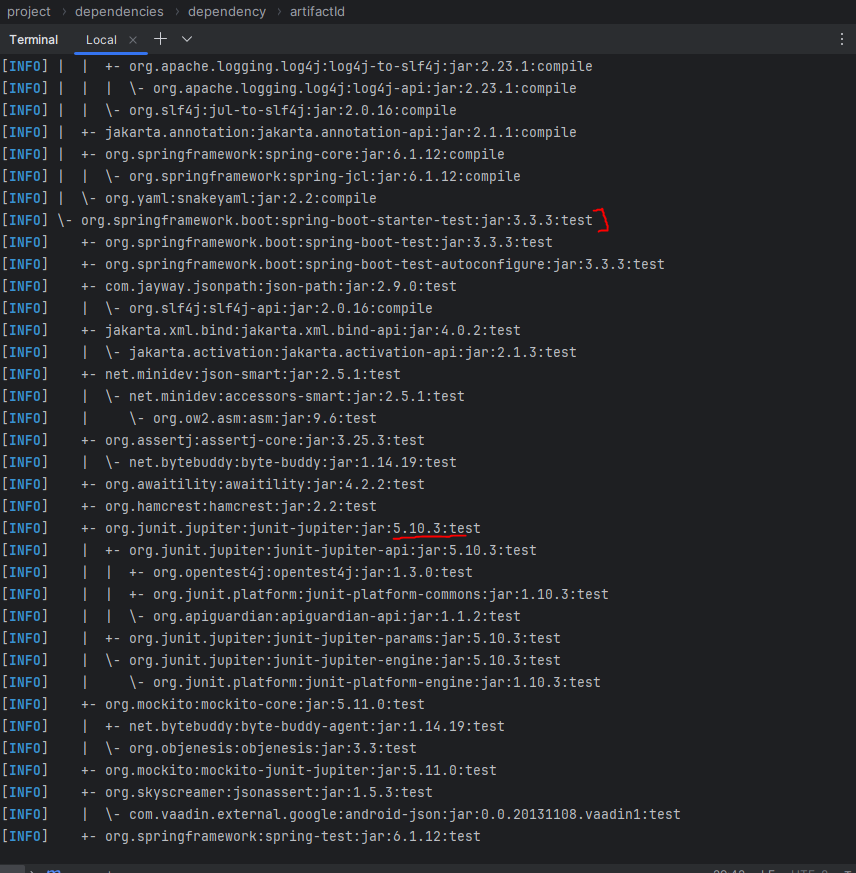 project > dependencies > dependency > artifactId
Terminal Local × +
[INFO] |  |  +- org.apache.logging.log4j:log4j-to-slf4j:jar:2.23.1:compile
[INFO] |  |  |  \- org.apache.logging.log4j:log4j-api:jar:2.23.1:compile
[INFO] |  |  \- org.slf4j:jul-to-slf4j:jar:2.0.16:compile
[INFO] |  +- jakarta.annotation:jakarta.annotation-api:jar:2.1.1:compile
[INFO] |  +- org.springframework:spring-core:jar:6.1.12:compile
[INFO] |  |  \- org.springframework:spring-jcl:jar:6.1.12:compile
[INFO] |  \- org.yaml:snakeyaml:jar:2.2:compile
[INFO] \- org.springframework.boot:spring-boot-starter-test:jar:3.3.3:test
[INFO]    +- org.springframework.boot:spring-boot-test:jar:3.3.3:test
[INFO]    +- org.springframework.boot:spring-boot-test-autoconfigure:jar:3.3.3:test
[INFO]    +- com.jayway.jsonpath:json-path:jar:2.9.0:test
[INFO]    |  \- org.slf4j:slf4j-api:jar:2.0.16:compile
[INFO]    +- jakarta.xml.bind:jakarta.xml.bind-api:jar:4.0.2:test
[INFO]    |  \- jakarta.activation:jakarta.activation-api:jar:2.1.3:test
[INFO]    +- net.minidev:json-smart:jar:2.5.1:test
[INFO]    |  \- net.minidev:accessors-smart:jar:2.5.1:test
[INFO]    |     \- org.ow2.asm:asm:jar:9.6:test
[INFO]    +- org.assertj:assertj-core:jar:3.25.3:test
[INFO]    |  \- net.bytebuddy:byte-buddy:jar:1.14.19:test
[INFO]    +- org.awaitility:awaitility:jar:4.2.2:test
[INFO]    +- org.hamcrest:hamcrest:jar:2.2:test
[INFO]    +- org.junit.jupiter:junit-jupiter:jar:5.10.3:test
[INFO]    |  +- org.junit.jupiter:junit-jupiter-api:jar:5.10.3:test
[INFO]    |  |  +- org.opentest4j:opentest4j:jar:1.3.0:test
[INFO]    |  |  +- org.junit.platform:junit-platform-commons:jar:1.10.3:test
[INFO]    |  |  \- org.apiguardian:apiguardian-api:jar:1.1.2:test
[INFO]    |  +- org.junit.jupiter:junit-jupiter-params:jar:5.10.3:test
[INFO]    |  \- org.junit.jupiter:junit-jupiter-engine:jar:5.10.3:test
[INFO]    |     \- org.junit.platform:junit-platform-engine:jar:1.10.3:test
[INFO]    +- org.mockito:mockito-core:jar:5.11.0:test
[INFO]    |  +- net.bytebuddy:byte-buddy-agent:jar:1.14.19:test
[INFO]    |  \- org.objenesis:objenesis:jar:3.3:test
[INFO]    +- org.mockito:mockito-junit-jupiter:jar:5.11.0:test
[INFO]    +- org.skyscreamer:jsonassert:jar:1.5.3:test
[INFO]    |  \- com.vaadin.external.google:android-json:jar:0.0.20131108.vaadin1:test
[INFO]    +- org.springframework:spring-test:jar:6.1.12:test